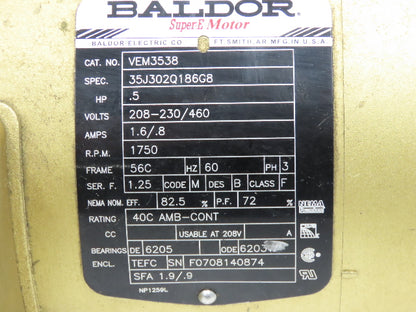 BALDOR
SuperE Motor
BALDOR ELECTRIC CO FT. SMITH AR. MFG. IN U.S.A.
CAT. NO. VEM3538
SPEC. 35J302Q186G8
HP .5
VOLTS 208-230/460
AMPS 1.6/.8
R.P.M. 1750
FRAME 56C HZ 60 PH 3
SER. F. 1.25 CODE M DES B CLASS F
NEMA NOM. EFF. 82.5 % P.F. 72 % NEMA
RATING 40C AMB-CONT
CC USABLE AT 208V A
BEARINGS DE 6205 ODE 6203
ENCL. TEFC SN F0708140874
SFA 1.9/.9
NP1259L